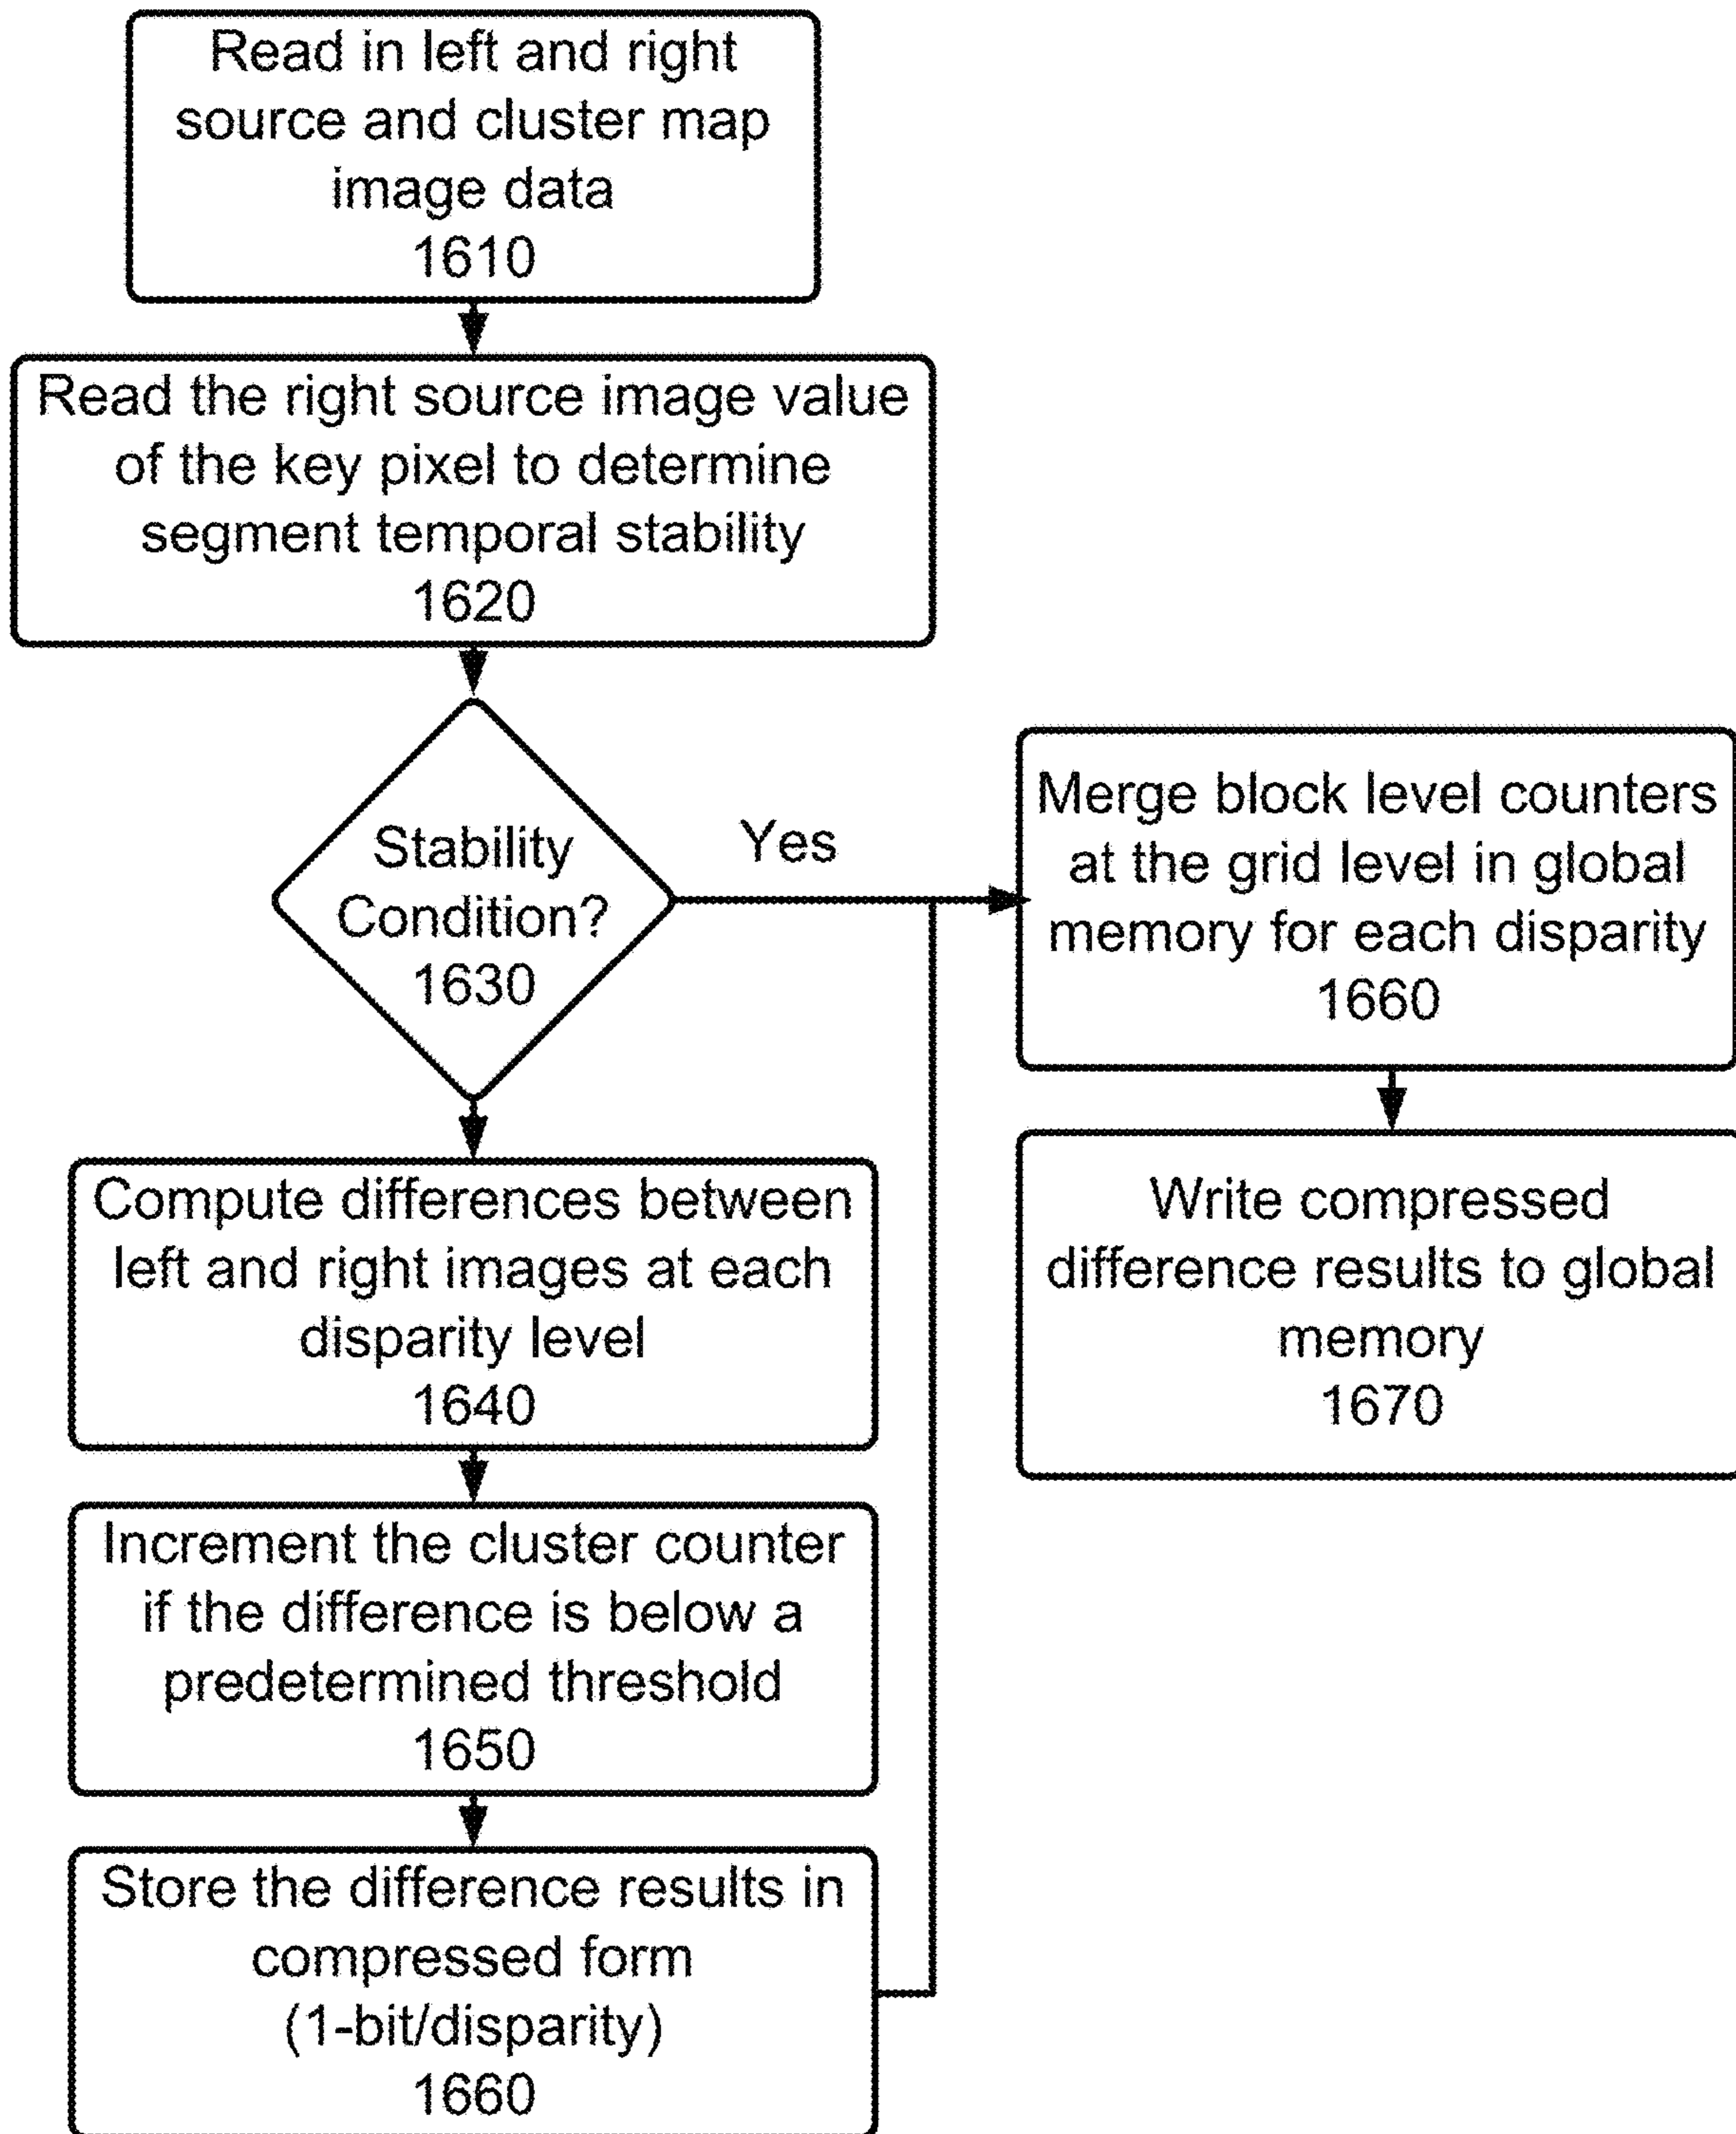 Read in left and right
source and cluster map
image data
1610
Read the right source image value
of the key pixel to determine
segment temporal stability
1620
Stability
Condition?
1630
Yes
Compute differences between
left and right images at each
disparity level
1640
Increment the cluster counter
if the difference is below a
predetermined threshold
1650
Store the difference results in
compressed form
(1-bit/disparity)
1660
Merge block level counters
at the grid level in global
memory for each disparity
1660
Write compressed
difference results to global
memory
1670